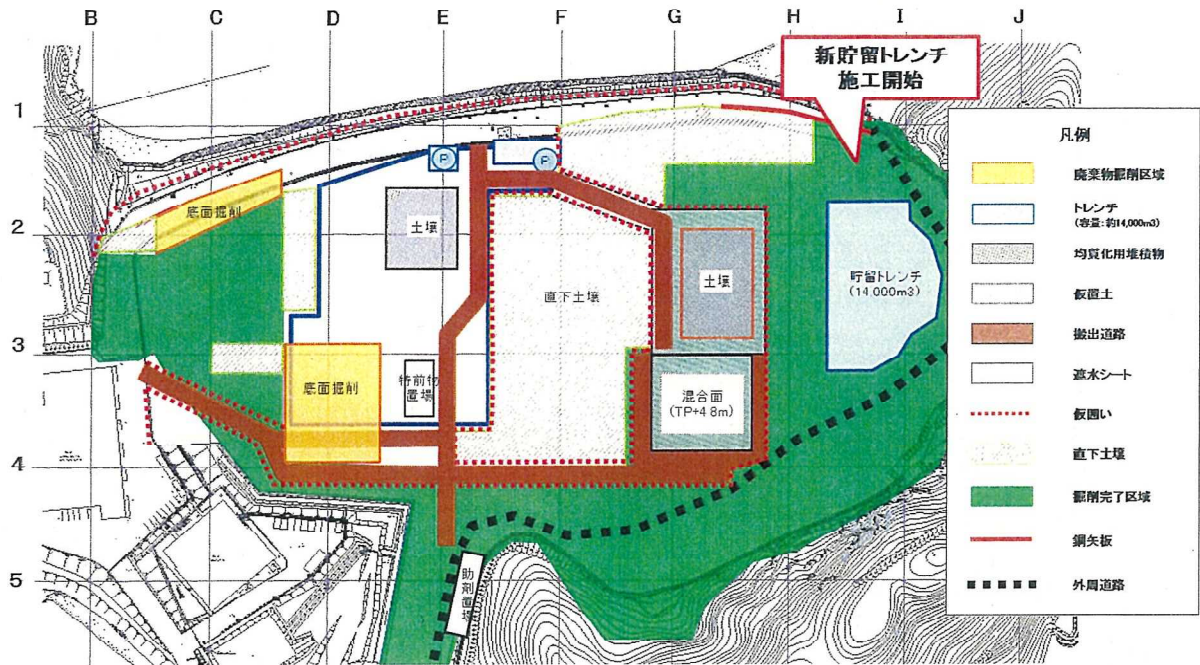 B C D E F G H I J
新貯留トレンチ
施工開始
1
2
3
4
5
P
P
底面掘削
土壌
直下土壌
土壌
貯留トレンチ
(14,000m3)
底面掘削
特前物
置場
混合面
(TP+4.8m)
助剤置場
凡例
廃棄物掘削区域
トレンチ
(容量:約14,000m3)
均質化用堆積物
仮置土
搬出道路
遮水シート
仮囲い
直下土壌
掘削完了区域
鋼矢板
外周道路